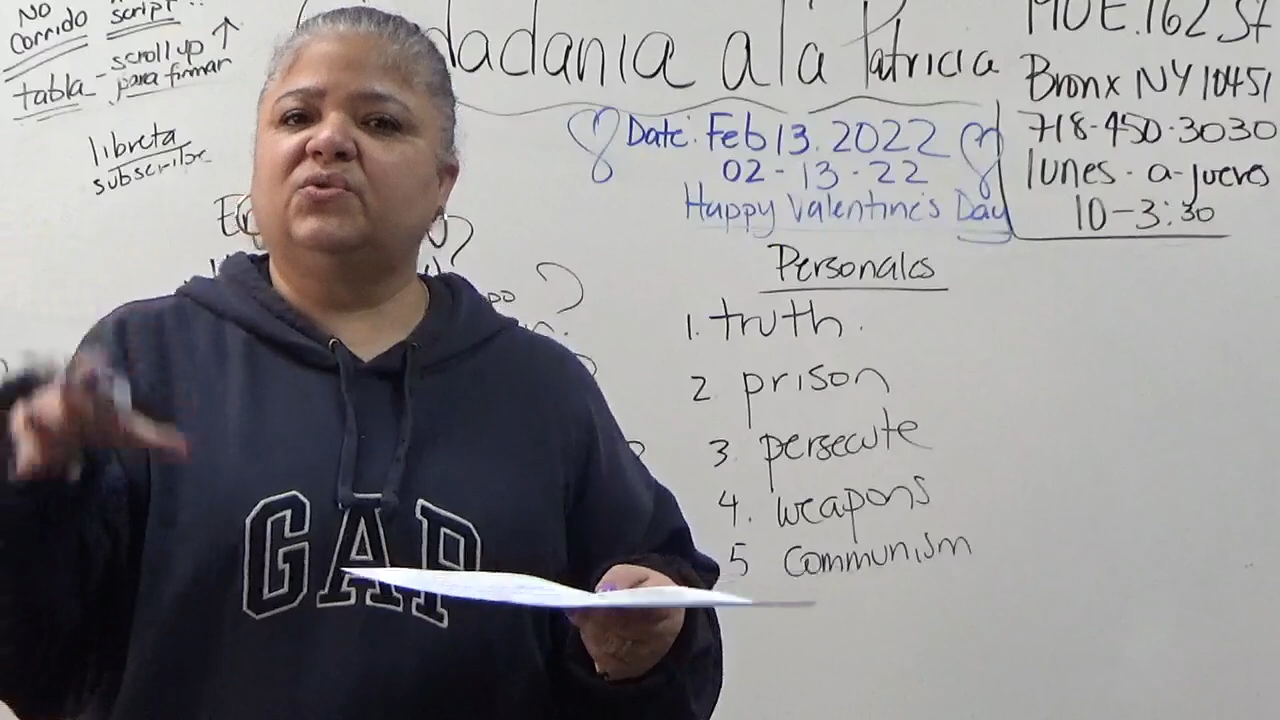 NO script
Corrido
tabla - scroll up ↑
para firmar
libreta
subscribe
dadania a la Patricia
Date: Feb 13. 2022
02-13-22
Happy Valentine's Day
E. 162 St
Bronx NY 10451
718-450-3030
lunes - a - jueves
10-3:30
Personales
1. truth.
2 prison
3. persecute
4. weapons
5 Communism
GAP